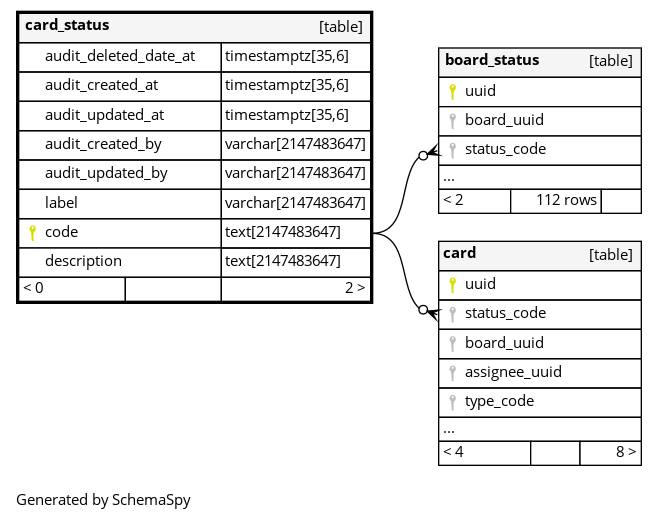 card_status [table]
audit_deleted_date_at timestamptz[35,6]
audit_created_at timestamptz[35,6]
audit_updated_at timestamptz[35,6]
audit_created_by varchar[2147483647]
audit_updated_by varchar[2147483647]
label varchar[2147483647]
code text[2147483647]
description text[2147483647]
< 0 2 >
board_status [table]
uuid
board_uuid
status_code
...
< 2 112 rows
card [table]
uuid
status_code
board_uuid
assignee_uuid
type_code
...
< 4 8 >
Generated by SchemaSpy